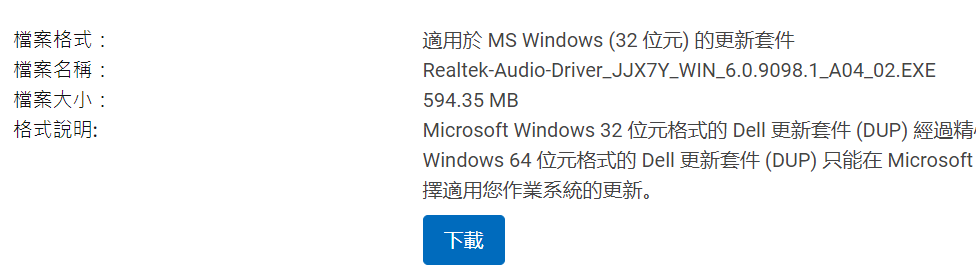 檔案格式： 適用於 MS Windows (32 位元) 的更新套件
檔案名稱： Realtek-Audio-Driver_JJX7Y_WIN_6.0.9098.1_A04_02.EXE
檔案大小： 594.35 MB
格式說明: Microsoft Windows 32 位元格式的 Dell 更新套件 (DUP) 經過精
Windows 64 位元格式的 Dell 更新套件 (DUP) 只能在 Microsoft
擇適用您作業系統的更新。
下載